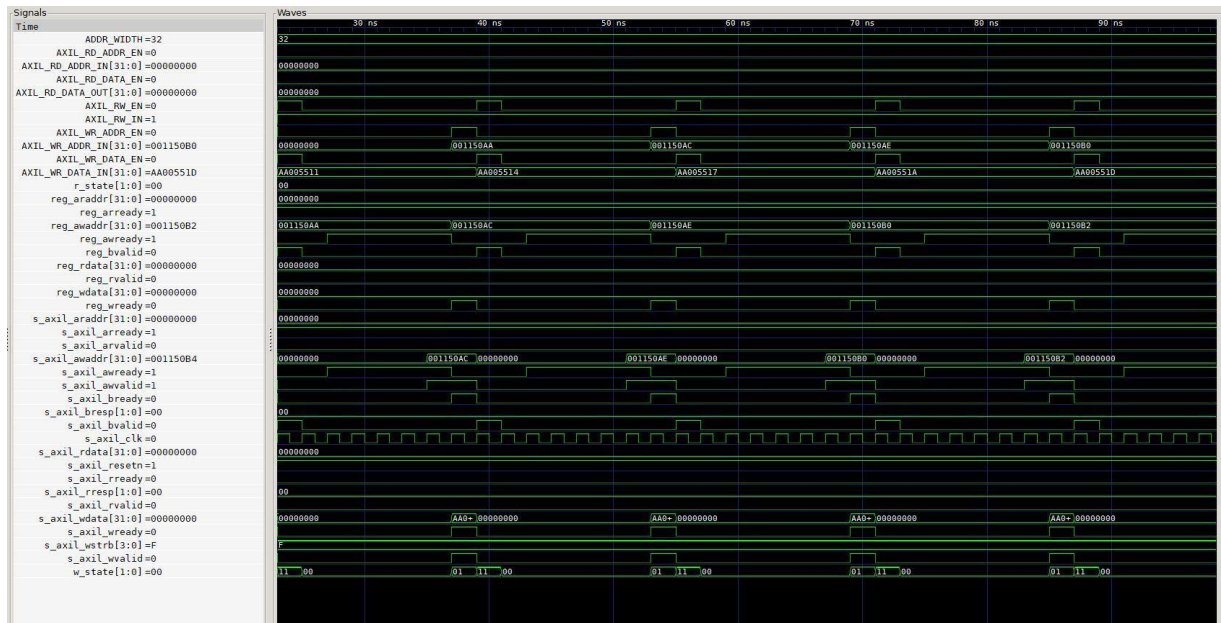 Signals
Waves
Time
30 ns 40 ns 50 ns 60 ns 70 ns 80 ns 90 ns
ADDR_WIDTH =32 32
AXIL_RD_ADDR_EN =0
AXIL_RD_ADDR_IN[31:0] =00000000 00000000
AXIL_RD_DATA_EN =0
AXIL_RD_DATA_OUT[31:0] =00000000 00000000
AXIL_RW_EN =0
AXIL_RW_IN =1
AXIL_WR_ADDR_EN =0
AXIL_WR_ADDR_IN[31:0] =001150B0 00000000 001150AA 001150AC 001150AE 001150B0
AXIL_WR_DATA_EN =0
AXIL_WR_DATA_IN[31:0] =AA00551D AA005511 AA005514 AA005517 AA00551A AA00551D
r_state[1:0] =00 00
reg_araddr[31:0] =00000000 00000000
reg_arready =1
reg_awaddr[31:0] =001150B2 001150AA 001150AC 001150AE 001150B0 001150B2
reg_awready =1
reg_bvalid =0
reg_rdata[31:0] =00000000 00000000
reg_rvalid =0
reg_wdata[31:0] =00000000 00000000
reg_wready =0
s_axil_araddr[31:0] =00000000 00000000
s_axil_arready =1
s_axil_arvalid =0
s_axil_awaddr[31:0] =001150B4 00000000 001150AC 00000000 001150AE 00000000 001150B0 00000000 001150B2 00000000
s_axil_awready =1
s_axil_awvalid =1
s_axil_bready =0
s_axil_bresp[1:0] =00 00
s_axil_bvalid =0
s_axil_clk =0
s_axil_rdata[31:0] =00000000 00000000
s_axil_resetn =1
s_axil_rready =0
s_axil_rresp[1:0] =00 00
s_axil_rvalid =0
s_axil_wdata[31:0] =00000000 00000000 AA0+ 00000000 AA0+ 00000000 AA0+ 00000000 AA0+ 00000000
s_axil_wready =0
s_axil_wstrb[3:0] =F F
s_axil_wvalid =0
w_state[1:0] =00 11 00 01 11 00 01 11 00 01 11 00 01 11 00